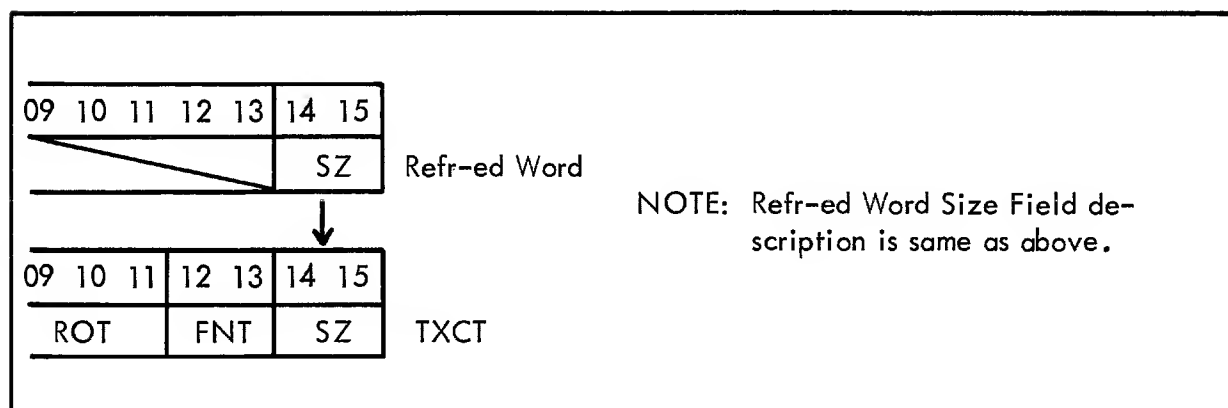 09 10 11 12 13 14 15
SZ Refr-ed Word
NOTE: Refr-ed Word Size Field de-
scription is same as above.
09 10 11 12 13 14 15
ROT FNT SZ TXCT